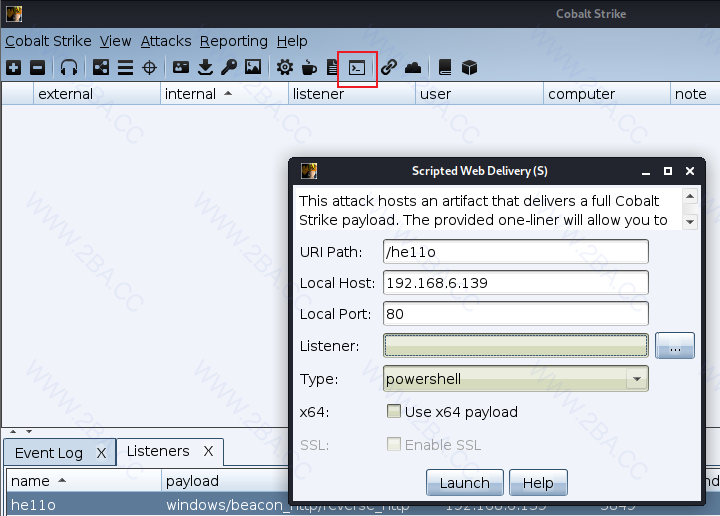 Cobalt Strike
Cobalt Strike View Attacks Reporting Help
external internal listener user computer note
Scripted Web Delivery (S)
This attack hosts an artifact that delivers a full Cobalt
Strike payload. The provided one-liner will allow you to
URI Path: /he11o
Local Host: 192.168.6.139
Local Port: 80
Listener: ...
Type: powershell
x64: Use x64 payload
SSL: Enable SSL
Launch Help
Event Log X Listeners X
name payload
he11o windows/beacon_http/reverse_http
WWW.2BA.CC